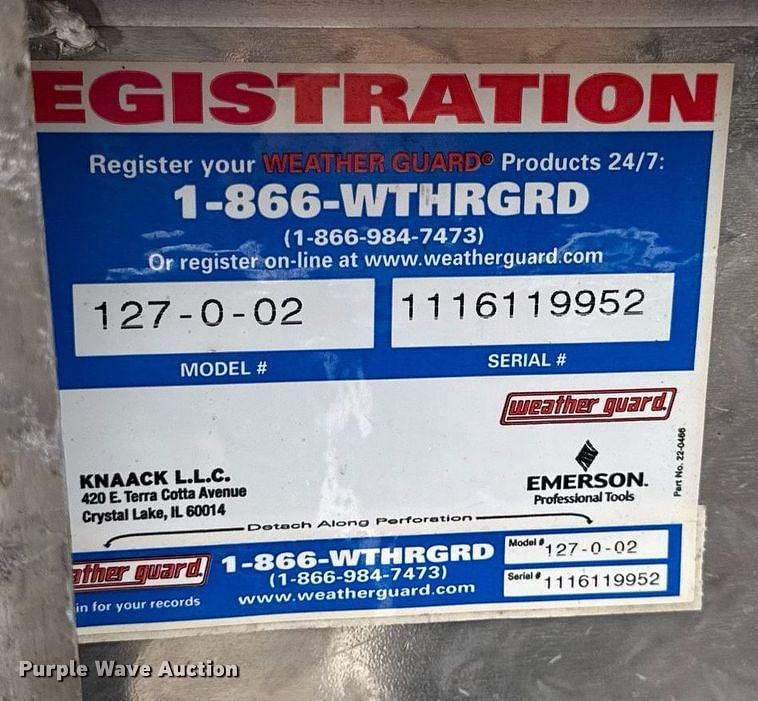 EGISTRATION
Register your WEATHER GUARD® Products 24/7:
1-866-WTHRGRD
(1-866-984-7473)
Or register on-line at www.weatherguard.com
127-0-02
1116119952
MODEL #
SERIAL #
weather guard.
KNAACK L.L.C.
420 E. Terra Cotta Avenue
Crystal Lake, IL 60014
EMERSON.
Professional Tools
Part No. 22-0466
Detach Along Perforation
ather guard.
in for your records
1-866-WTHRGRD
(1-866-984-7473)
www.weatherguard.com
Model # 127-0-02
Serial # 1116119952
Purple Wave Auction